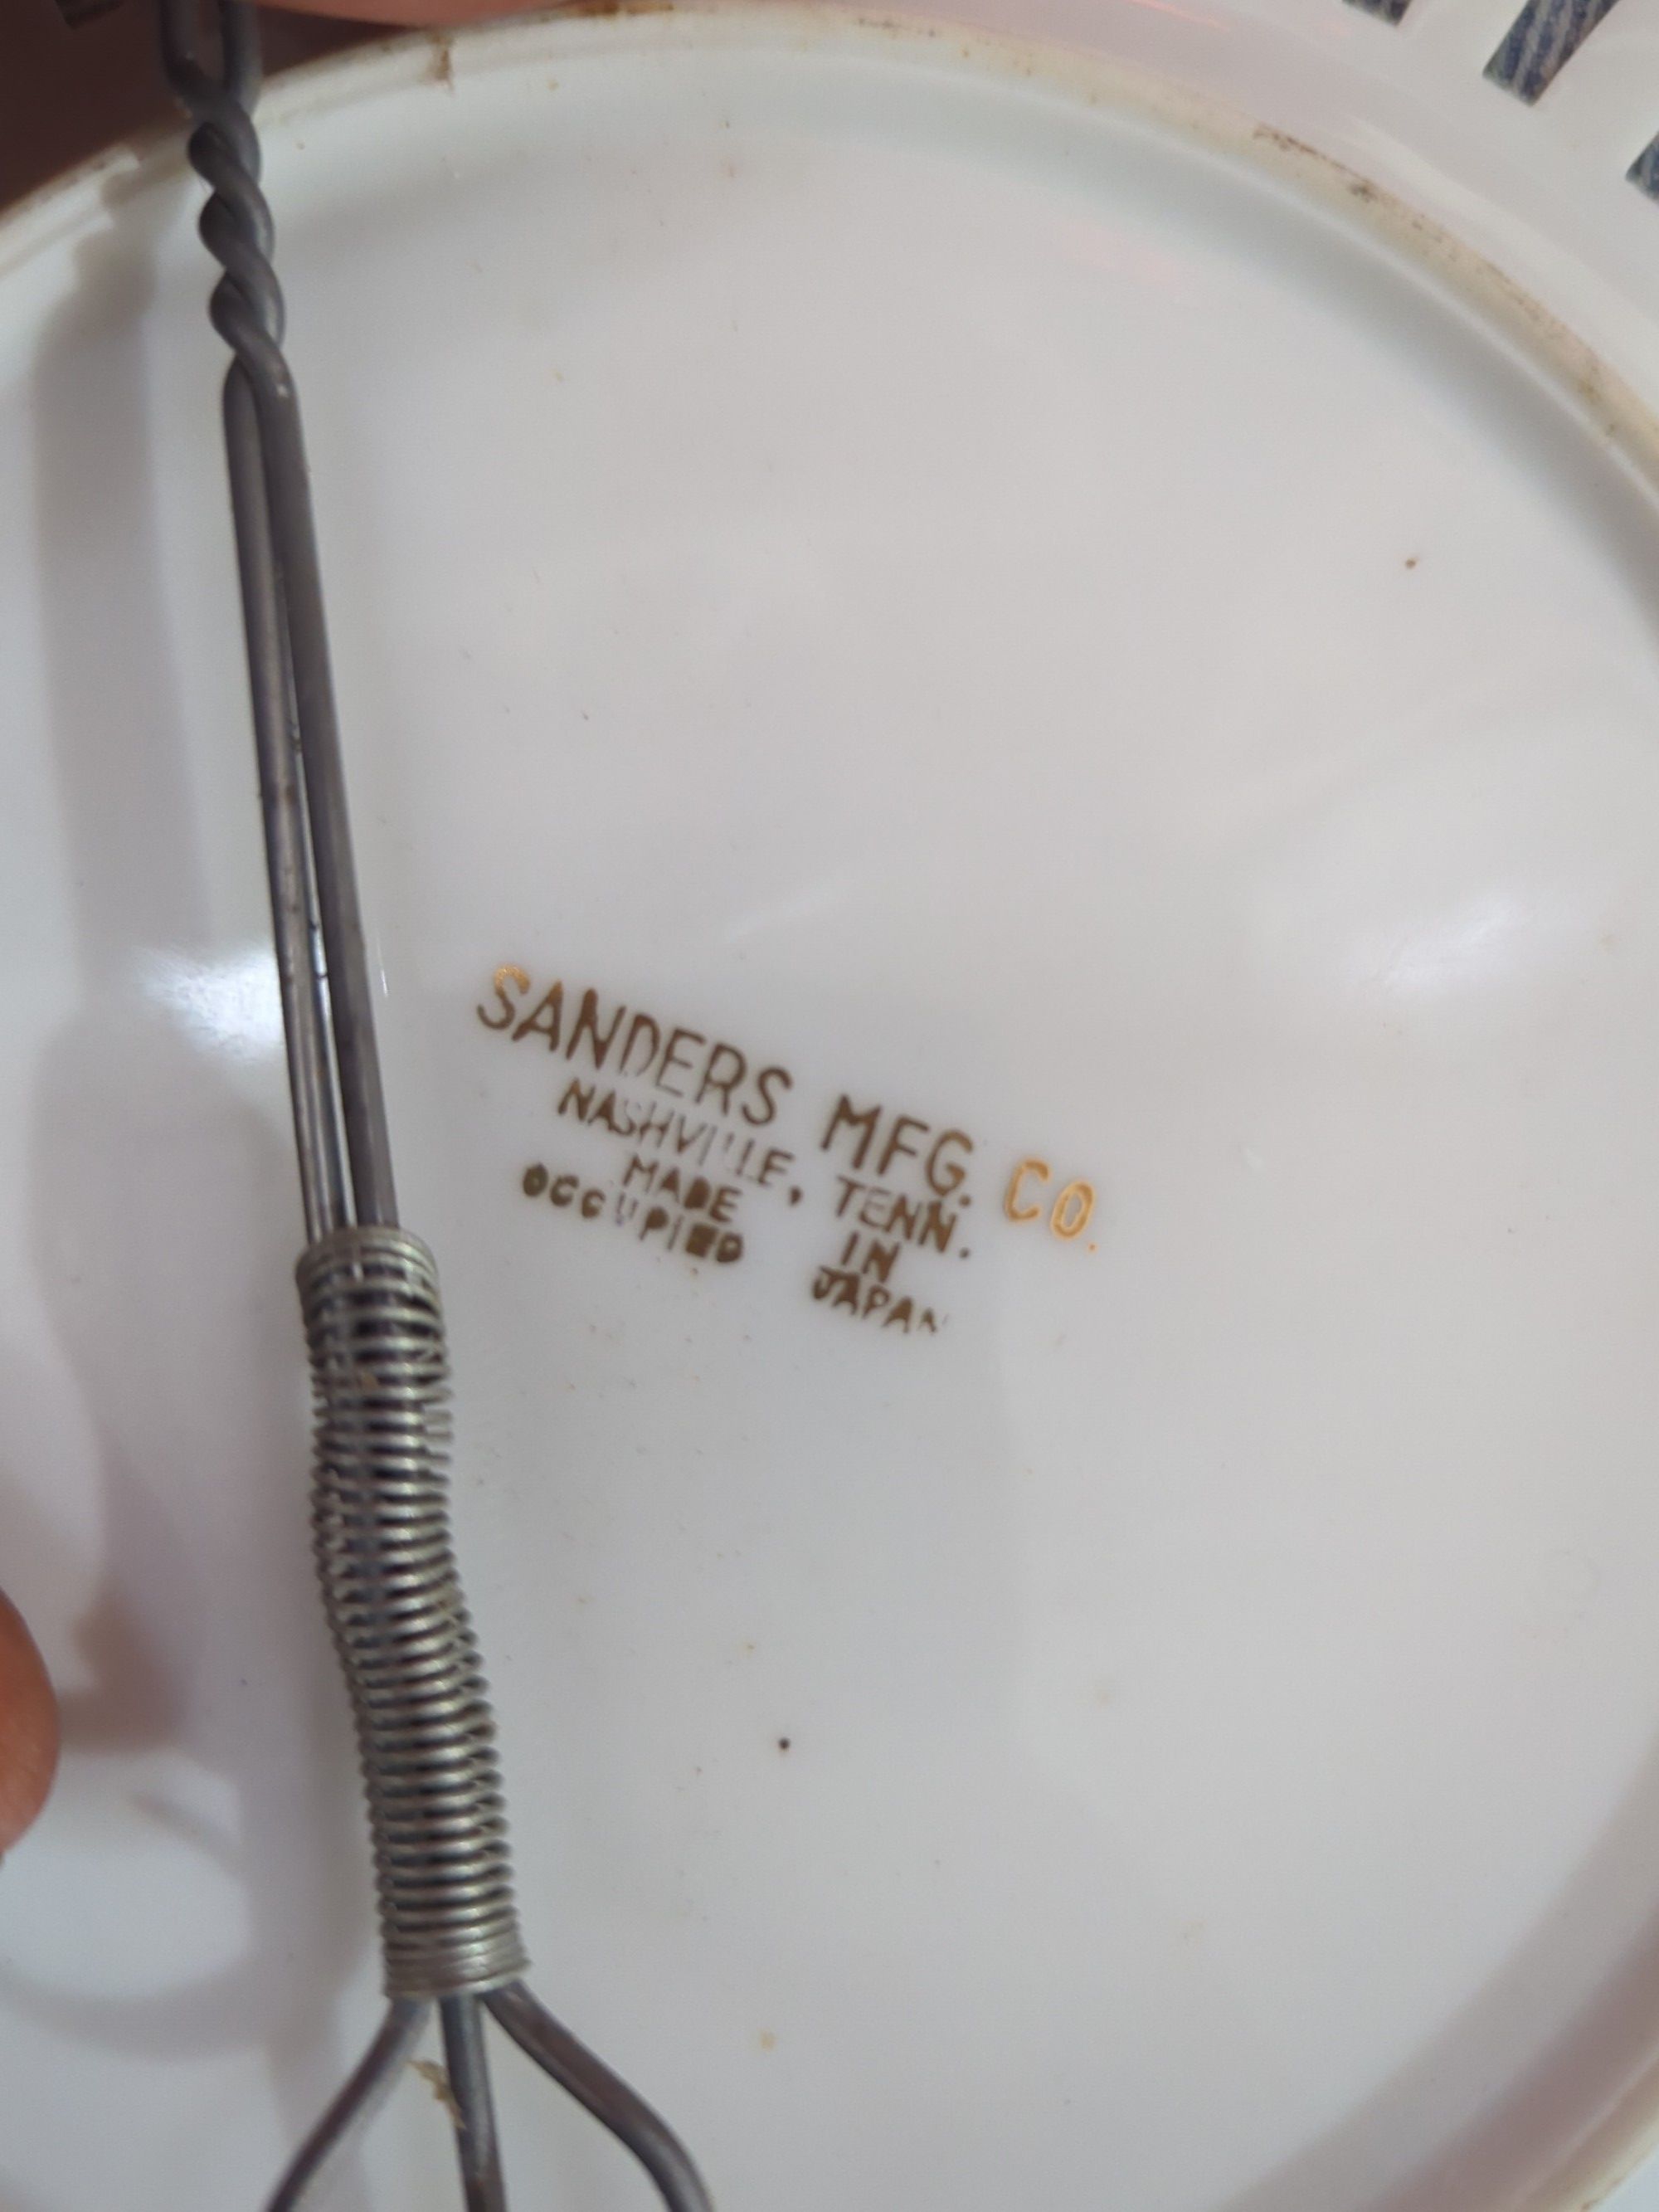 SANDERS MFG. CO.
NASHVILLE, TENN.
MADE IN
OCCUPIED JAPAN